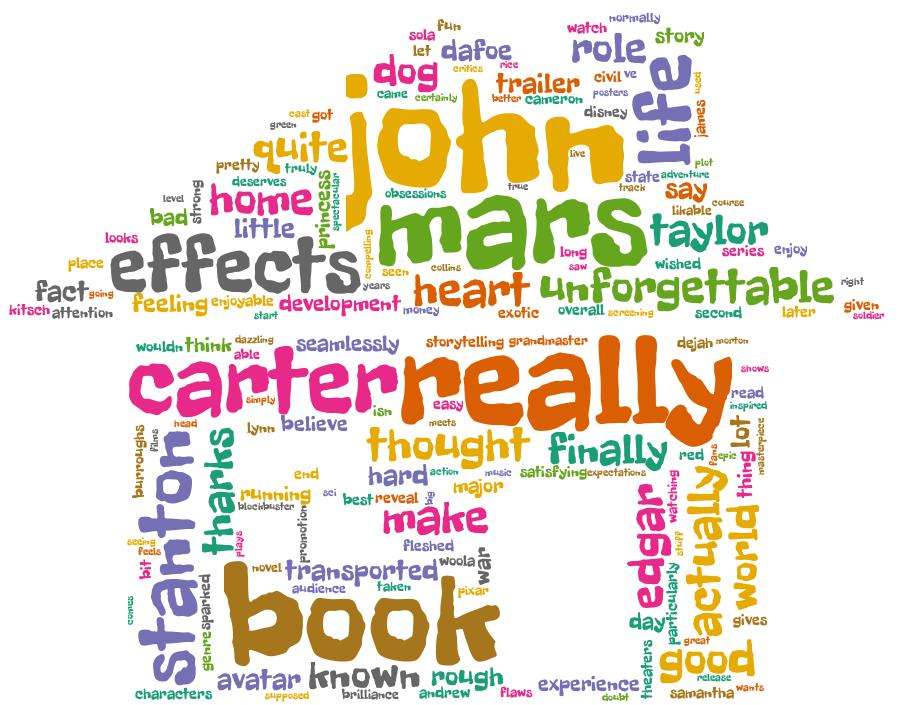 normally
fun
watch
sola
role
story
let
dafoe
critics
rice
dog
trailer
civil
ve
life
used
came
certainly
better
cameron
posters
disney
james
cast
got
green
john
live
quite
plot
pretty
truly
princess
spectacular
deserves
state
adventure
true
track
say
level
strong
home
obsessions
likable
course
bad
little
mars
taylor
looks
effects
compelling
long
saw
series
enjoy
place
seen
collins
wished
years
heart
unforgettable
right
fact
going
feeling
enjoyable
development
money
exotic
overall
screening
second
later
given
soldier
kitsch
attention
start
wouldn
think
dazzling
able
seamlessly
storytelling
grandmaster
dejah
morton
carter
really
shows
simply
easy
isn
read
inspired
head
lynn
believe
meets
burroughs
films
stanton
thanks
thought
finally
red
fans
epic
lot
thing
masterpiece
end
hard
action
music
satisfying
expectations
running
sci
best
reveal
big
major
watching
blockbuster
promotion
make
edgar
actually
world
stuff
seeing
feels
plays
fleshed
bit
novel
transported
woola
war
audience
taken
pixar
particularly
comes
genre
sparked
book
day
gives
great
good
theaters
release
avatar
known
rough
experience
characters
supposed
brilliance
andrew
flaws
doubt
samantha
wants